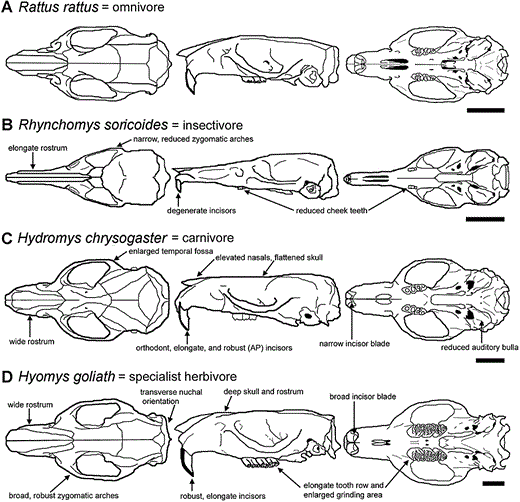 A Rattus rattus = omnivore
B Rhynchomys soricoides = insectivore
narrow, reduced zygomatic arches
elongate rostrum
degenerate incisors
reduced cheek teeth
C Hydromys chrysogaster = carnivore
enlarged temporal fossa
elevated nasals, flattened skull
wide rostrum
orthodont, elongate, and robust (AP) incisors
narrow incisor blade
reduced auditory bulla
D Hyomys goliath = specialist herbivore
wide rostrum
transverse nuchal
orientation
deep skull and rostrum
broad incisor blade
broad, robust zygomatic arches
robust, elongate incisors
elongate tooth row and
enlarged grinding area